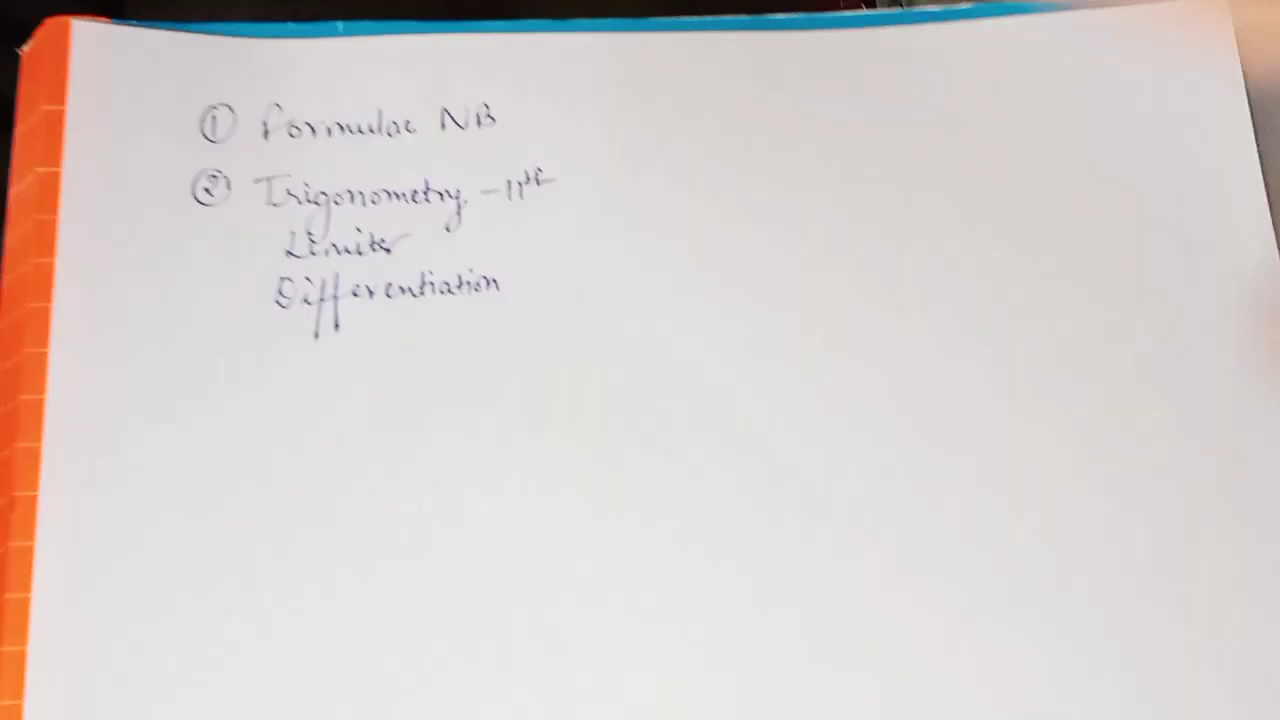 ① Formulae NB
② Trigonometry - 11th
Limits
Differentiation